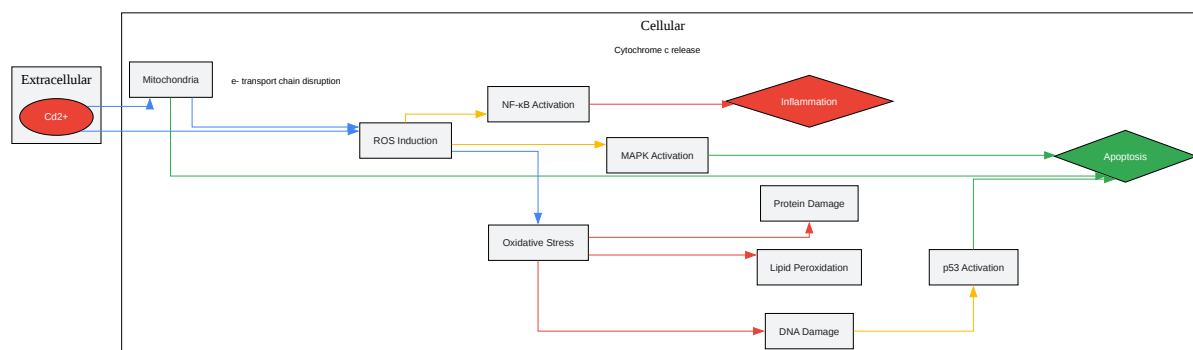 Cellular
Cytochrome c release
Extracellular
Mitochondria
e- transport chain disruption
Cd2+
NF-κB Activation
Inflammation
ROS Induction
MAPK Activation
Apoptosis
Protein Damage
Oxidative Stress
Lipid Peroxidation
p53 Activation
DNA Damage